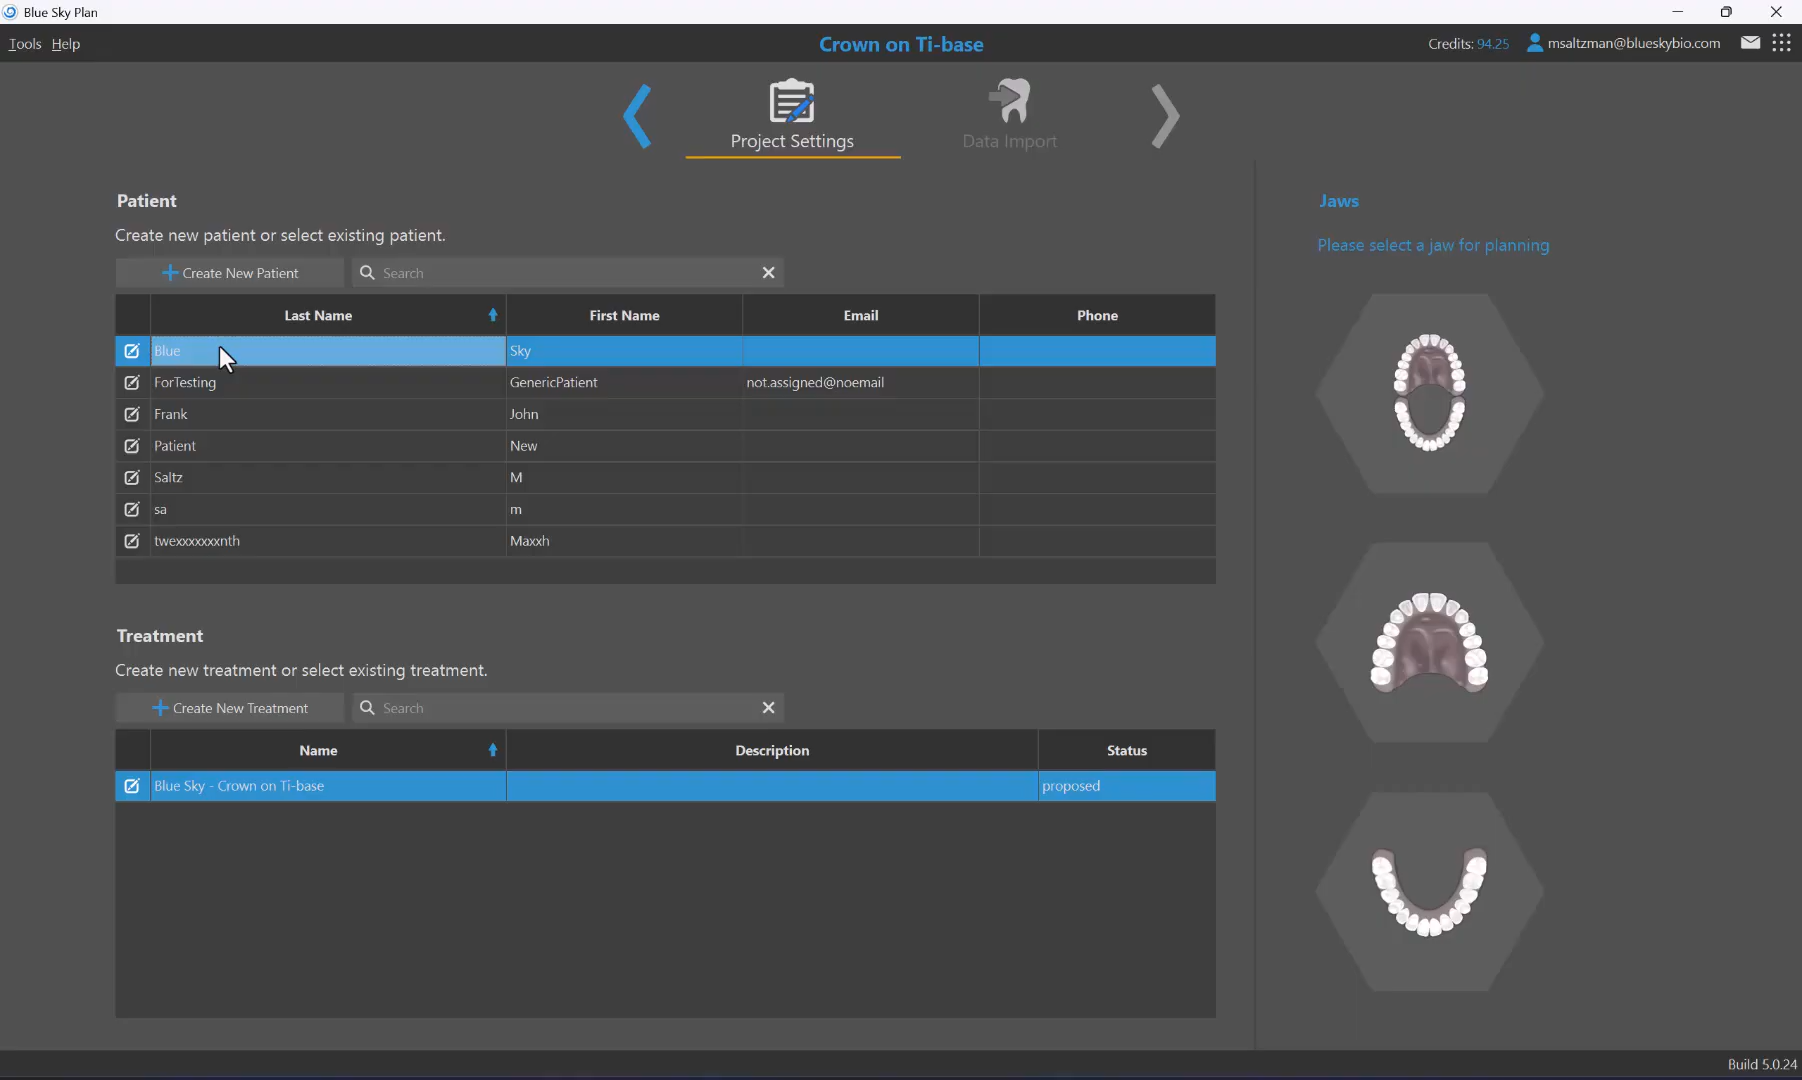 Blue Sky Plan
Tools Help
Crown on Ti-base
Credits: 94.25 msaltzman@blueskybio.com
Project Settings
Data Import
Patient
Create new patient or select existing patient.
Create New Patient
Search
Last Name First Name Email Phone
Blue Sky
ForTesting GenericPatient not.assigned@noemail
Frank John
Patient New
Saltz M
sa m
twexxxxxxxnth Maxxh
Treatment
Create new treatment or select existing treatment.
Create New Treatment
Search
Name Description Status
Blue Sky - Crown on Ti-base proposed
Jaws
Please select a jaw for planning
Build 5.0.24